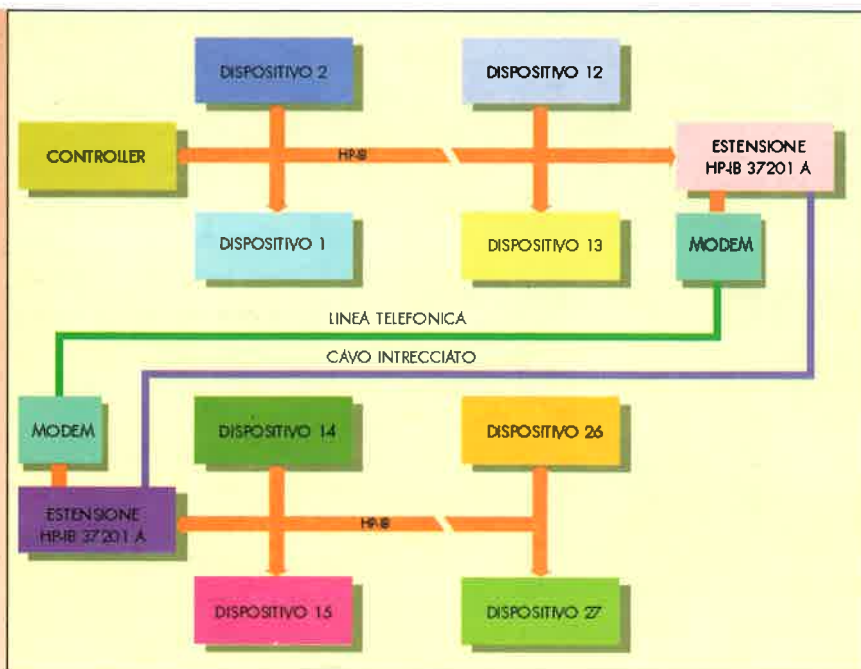 DISPOSITIVO 2
DISPOSITIVO 12
CONTROLLER
HP-IB
ESTENSIONE
HP-IB 37201 A
DISPOSITIVO 1
DISPOSITIVO 13
MODEM
LINEA TELEFONICA
CAVO INTRECCIATO
MODEM
DISPOSITIVO 14
DISPOSITIVO 26
ESTENSIONE
HP-IB 37201 A
HP-IB
DISPOSITIVO 15
DISPOSITIVO 27